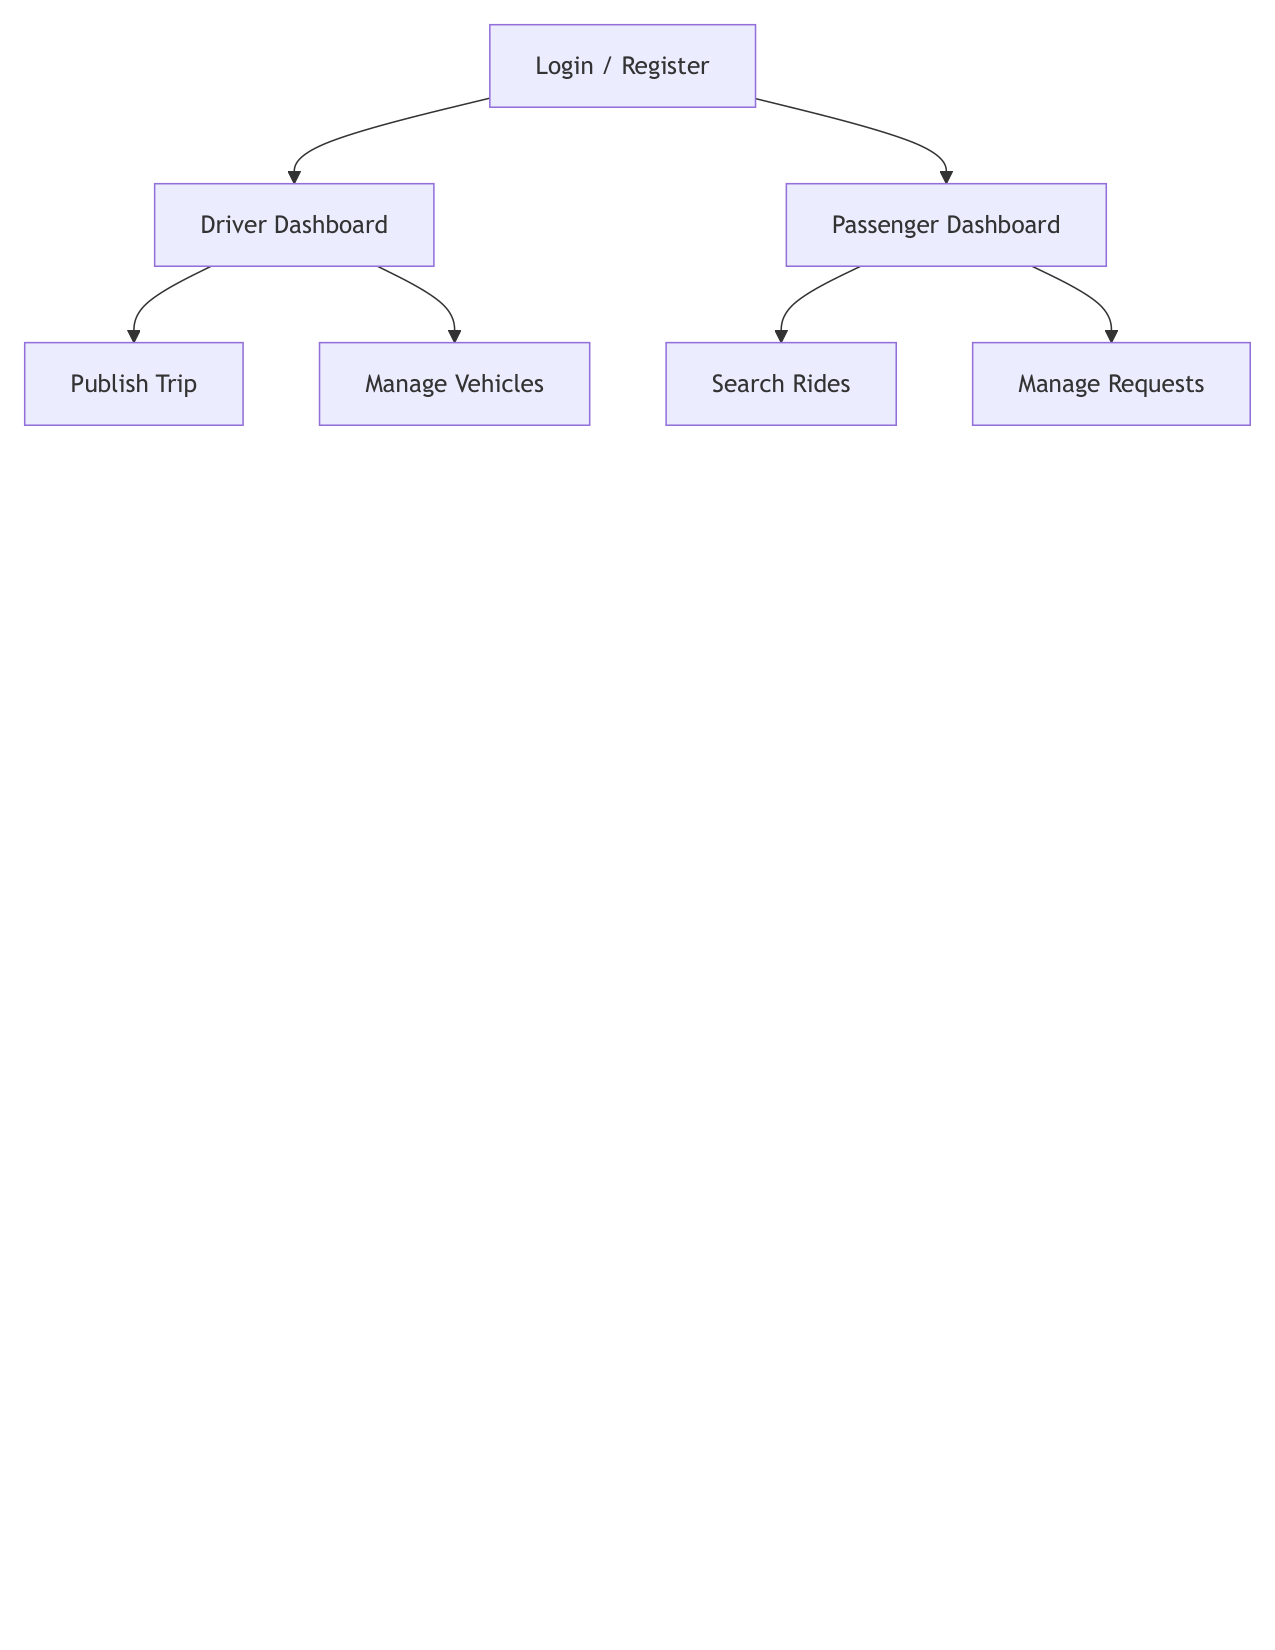 Login / Register
Driver Dashboard
Passenger Dashboard
Publish Trip
Manage Vehicles
Search Rides
Manage Requests